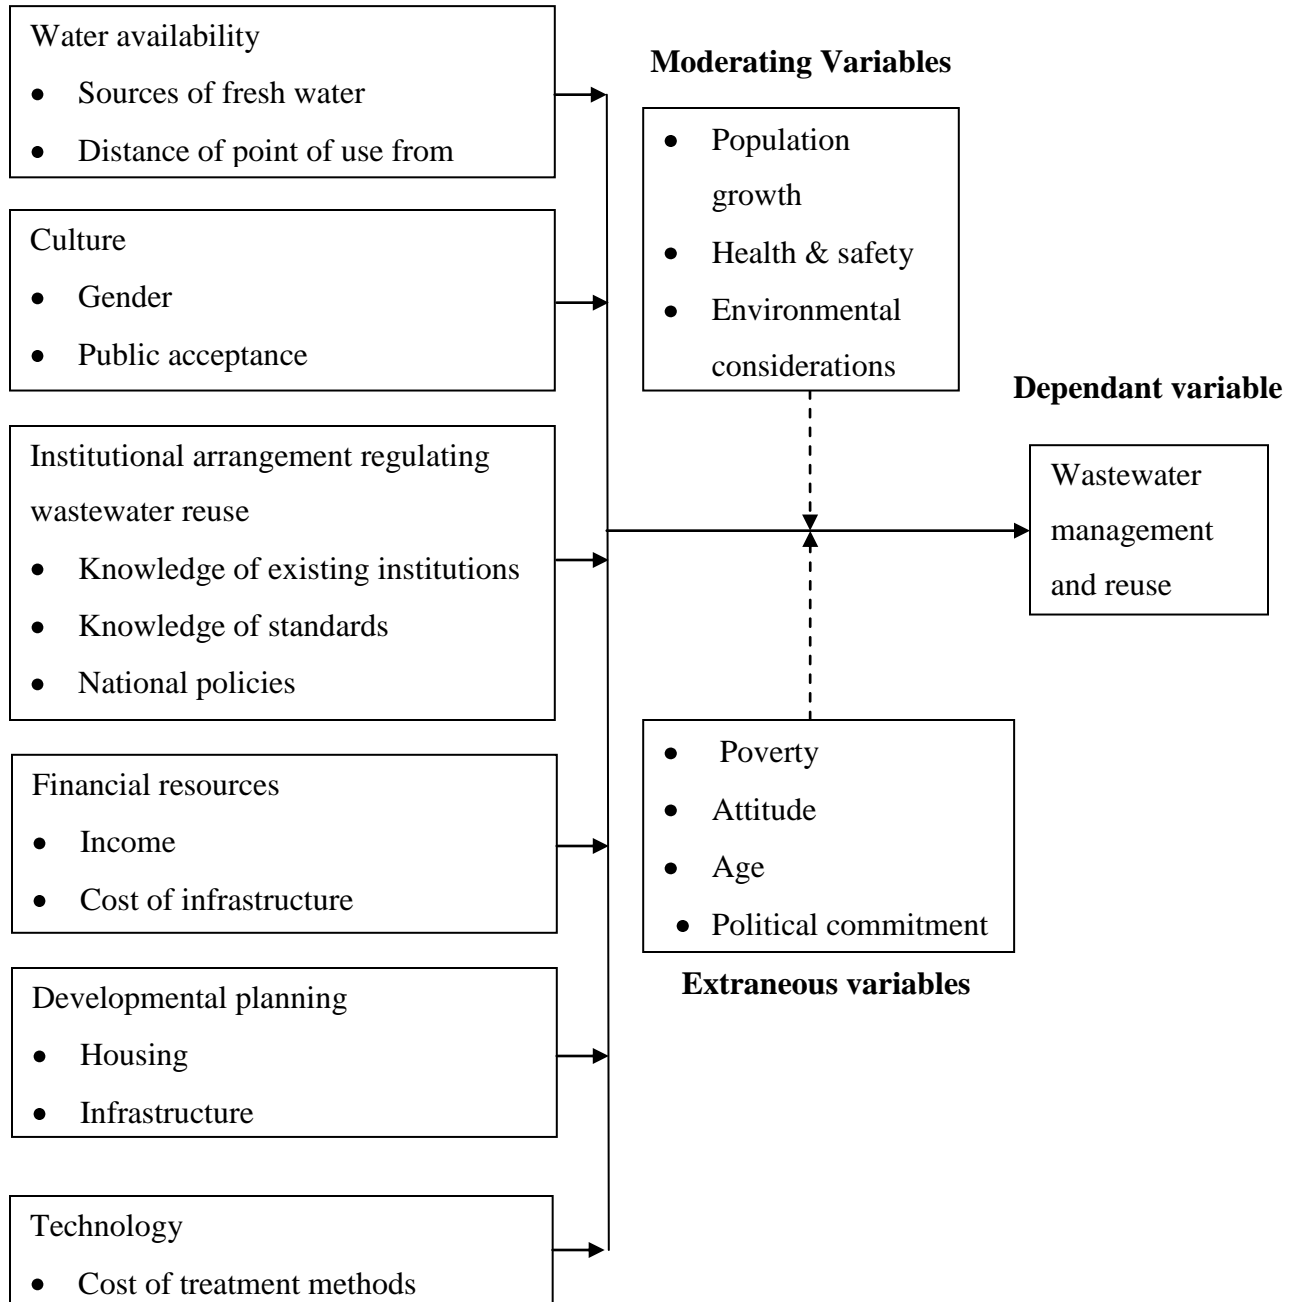 Water availability
• Sources of fresh water
• Distance of point of use from
Culture
• Gender
• Public acceptance
Institutional arrangement regulating
wastewater reuse
• Knowledge of existing institutions
• Knowledge of standards
• National policies
Financial resources
• Income
• Cost of infrastructure
Developmental planning
• Housing
• Infrastructure
Technology
• Cost of treatment methods
Moderating Variables
• Population
growth
• Health & safety
• Environmental
considerations
• Poverty
• Attitude
• Age
• Political commitment
Extraneous variables
Dependant variable
Wastewater
management
and reuse